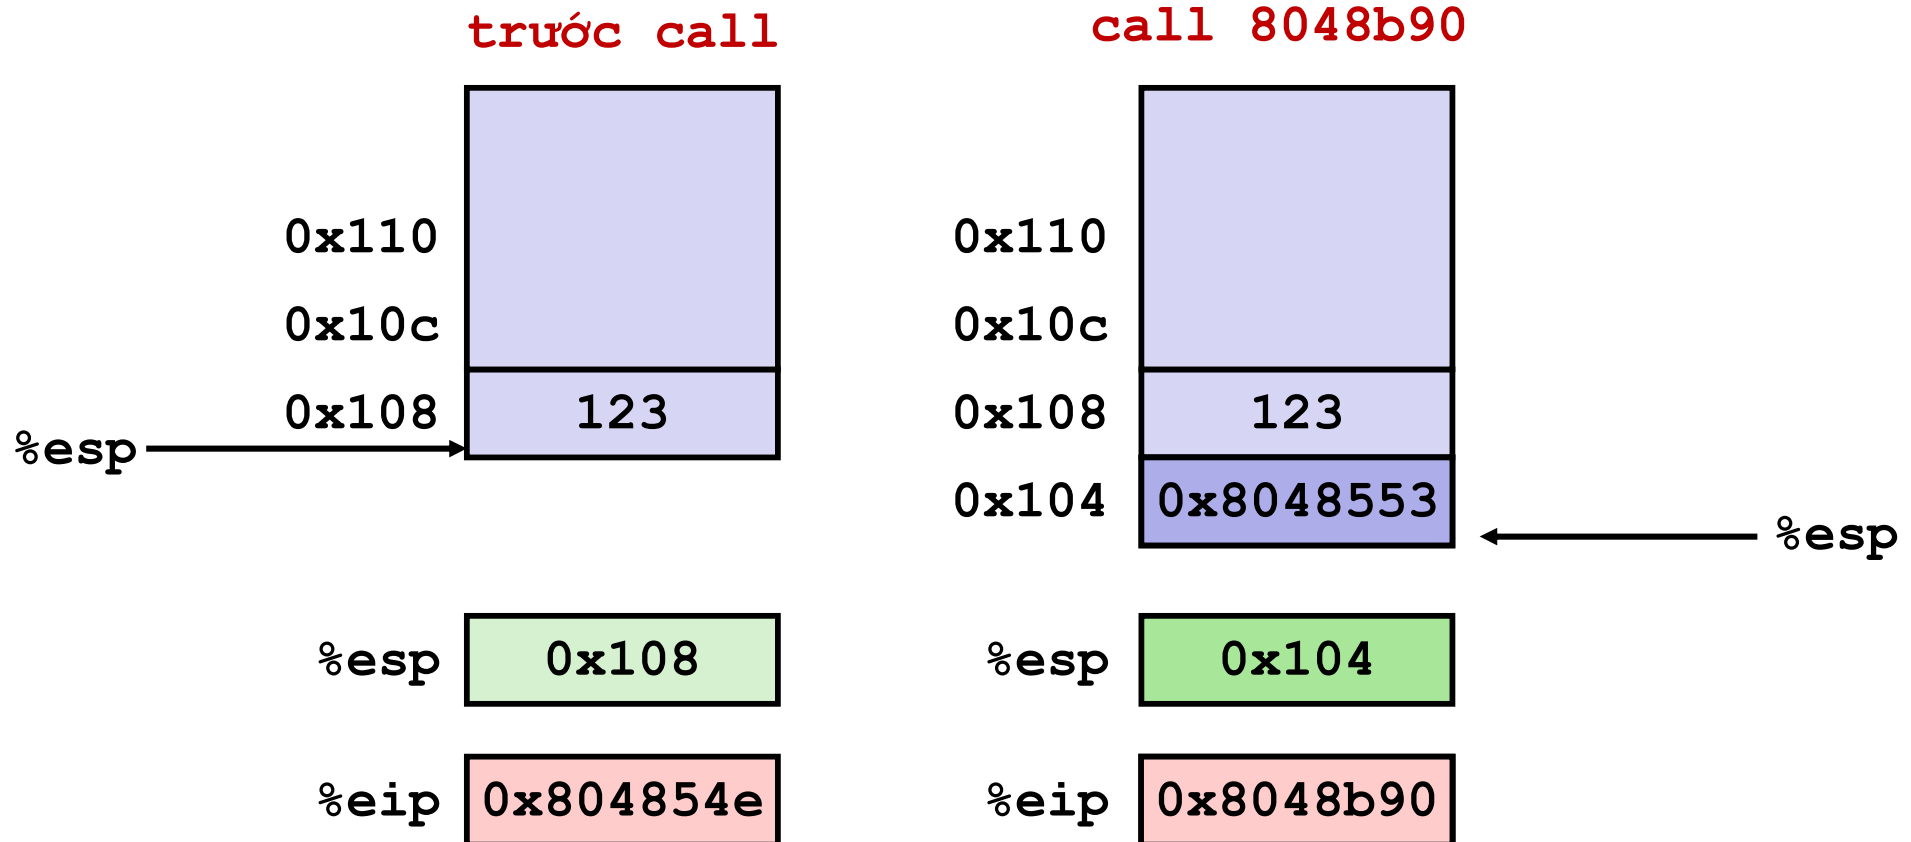 trước call
0x110
0x10c
0x108 123
%esp
%esp 0x108
%eip 0x804854e
call 8048b90
0x110
0x10c
0x108 123
0x104 0x8048553
%esp
%esp 0x104
%eip 0x8048b90